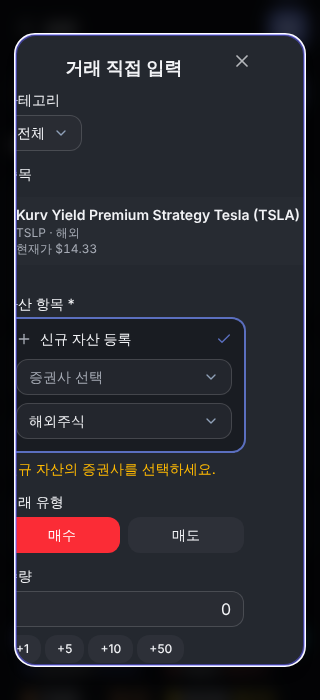 거래 직접 입력
테고리
전체
목
Kurv Yield Premium Strategy Tesla (TSLA)
TSLP · 해외
현재가 $14.33
산 항목 *
신규 자산 등록
증권사 선택
해외주식
규 자산의 증권사를 선택하세요.
래 유형
매수 매도
량
0
+1 +5 +10 +50